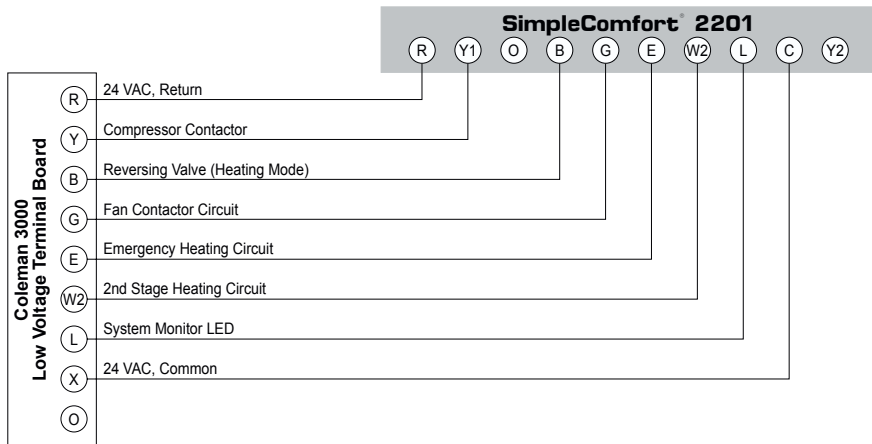 SimpleComfort® 2201
R Y1 O B G E W2 L C Y2
Coleman 3000
Low Voltage Terminal Board
R 24 VAC, Return
Y Compressor Contactor
B Reversing Valve (Heating Mode)
G Fan Contactor Circuit
E Emergency Heating Circuit
W2 2nd Stage Heating Circuit
L System Monitor LED
X 24 VAC, Common
O